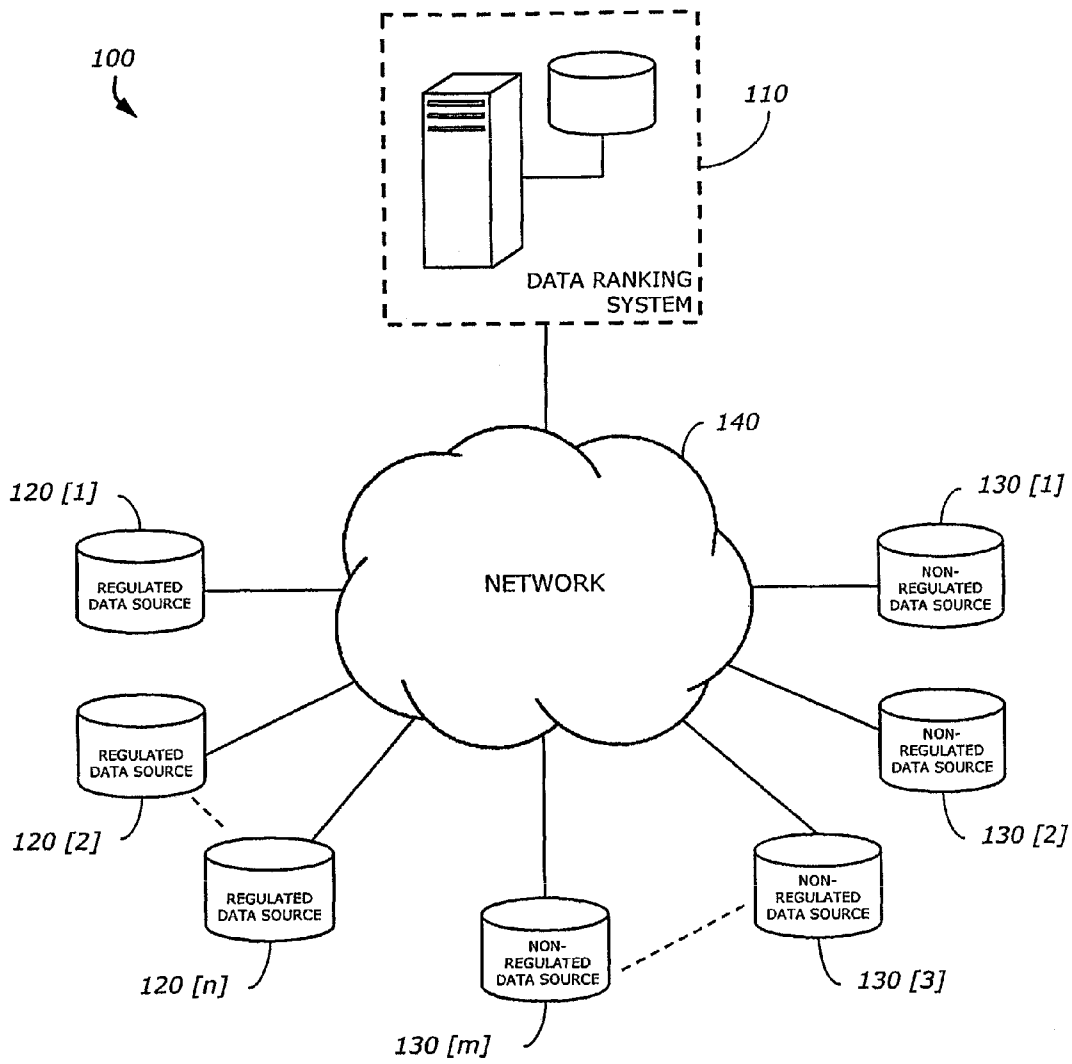 100
110
DATA RANKING
SYSTEM
140
120 [1]
130 [1]
REGULATED
DATA SOURCE
NETWORK
NON-
REGULATED
DATA SOURCE
REGULATED
DATA SOURCE
NON-
REGULATED
DATA SOURCE
120 [2]
130 [2]
REGULATED
DATA SOURCE
NON-
REGULATED
DATA SOURCE
NON-
REGULATED
DATA SOURCE
120 [n]
130 [3]
130 [m]